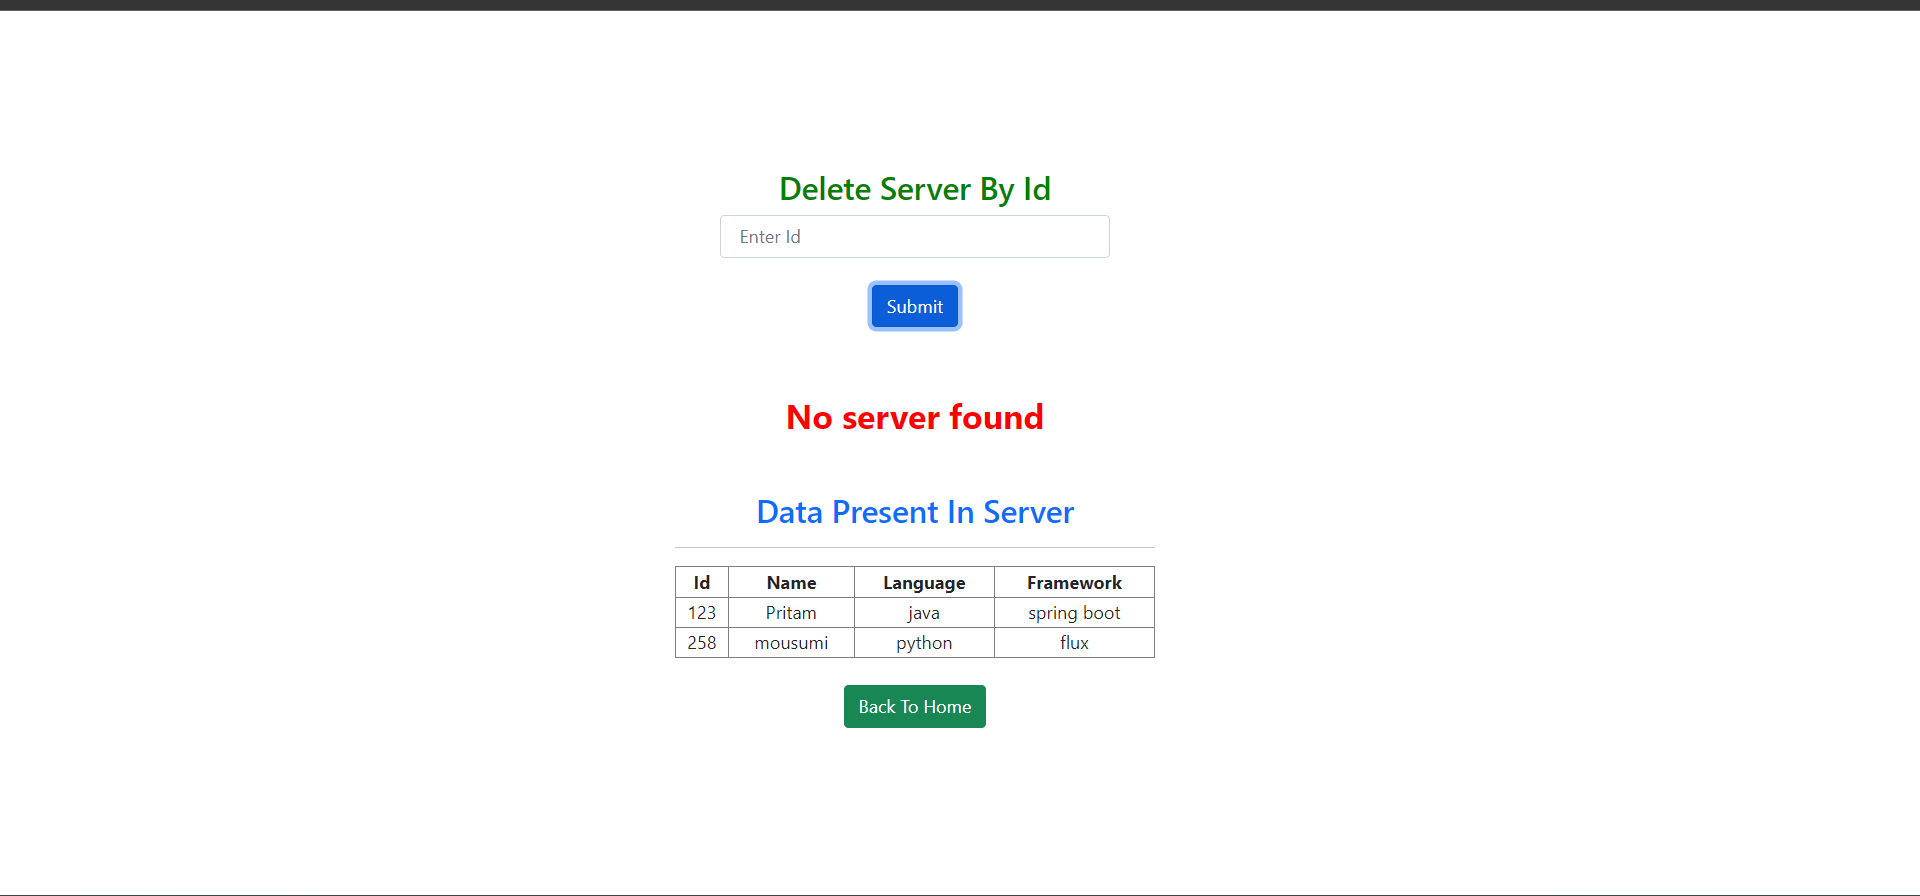 Delete Server By Id
Enter Id
Submit
No server found
Data Present In Server
Id Name Language Framework
123 Pritam java spring boot
258 mousumi python flux
Back To Home